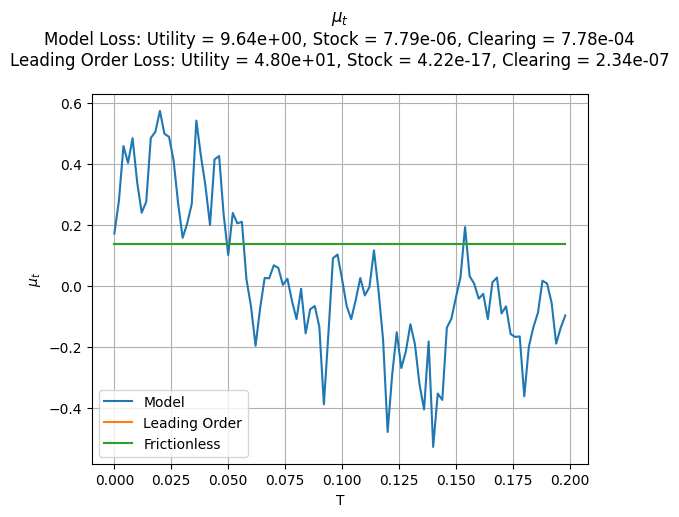 μt
Model Loss: Utility = 9.64e+00, Stock = 7.79e-06, Clearing = 7.78e-04
Leading Order Loss: Utility = 4.80e+01, Stock = 4.22e-17, Clearing = 2.34e-07
0.6
0.4
0.2
0.0
−0.2
−0.4
μt
Model
Leading Order
Frictionless
0.000 0.025 0.050 0.075 0.100 0.125 0.150 0.175 0.200
T